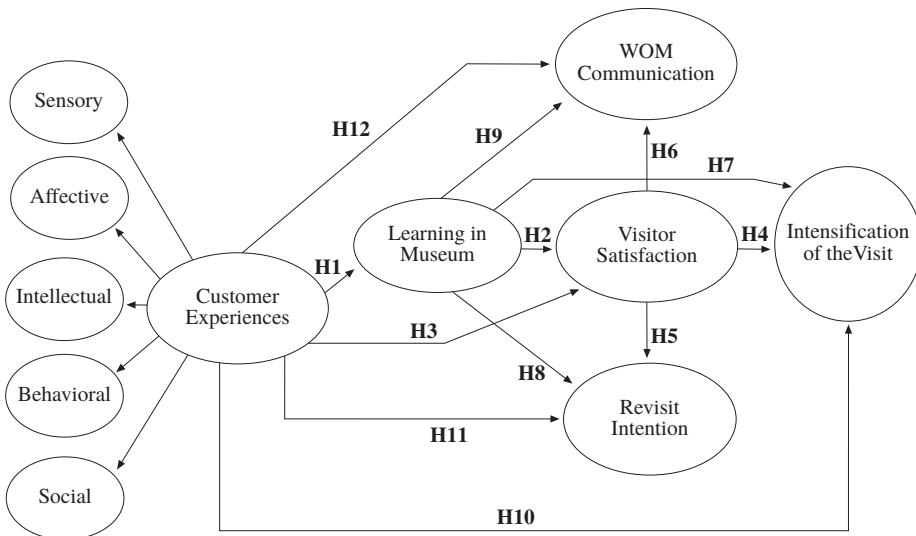 WOM
Communication
Sensory
H12
H9
H6
H7
Affective
Learning in
Museum
H2
Visitor
Satisfaction
H4
Intensification
of theVisit
H1
Intellectual
Customer
Experiences
H3
H5
H8
Behavioral
Revisit
Intention
H11
Social
H10